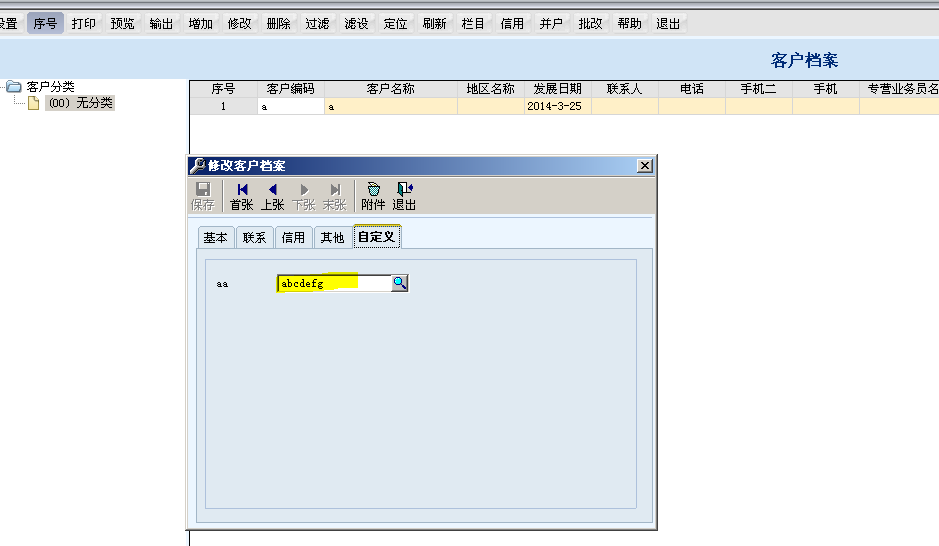 设置 序号 打印 预览 输出 增加 修改 删除 过滤 滤设 定位 刷新 栏目 信用 并户 批改 帮助 退出
客户档案
客户分类
(00) 无分类
序号 客户编码 客户名称 地区名称 发展日期 联系人 电话 手机二 手机 专营业务员名
1 a a 2014-3-25
修改客户档案
保存 首张 上张 下张 末张 附件 退出
基本 联系 信用 其他 自定义
aa abcdefg